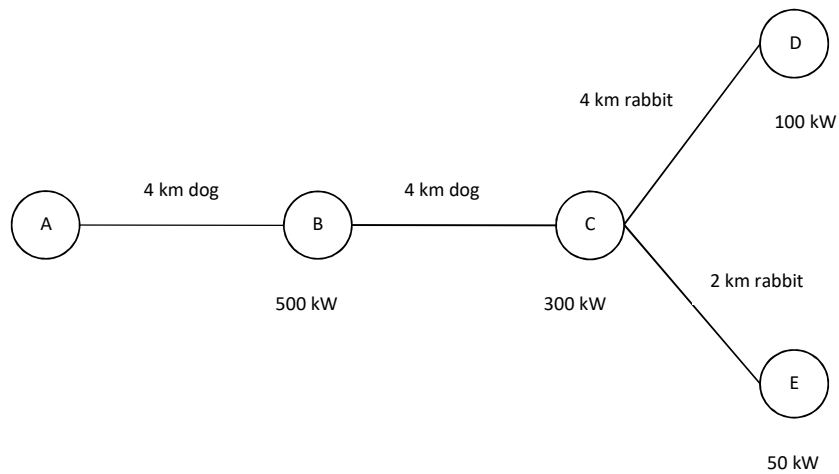 D
4 km rabbit
100 kW
4 km dog
4 km dog
A
B
C
2 km rabbit
500 kW
300 kW
E
50 kW